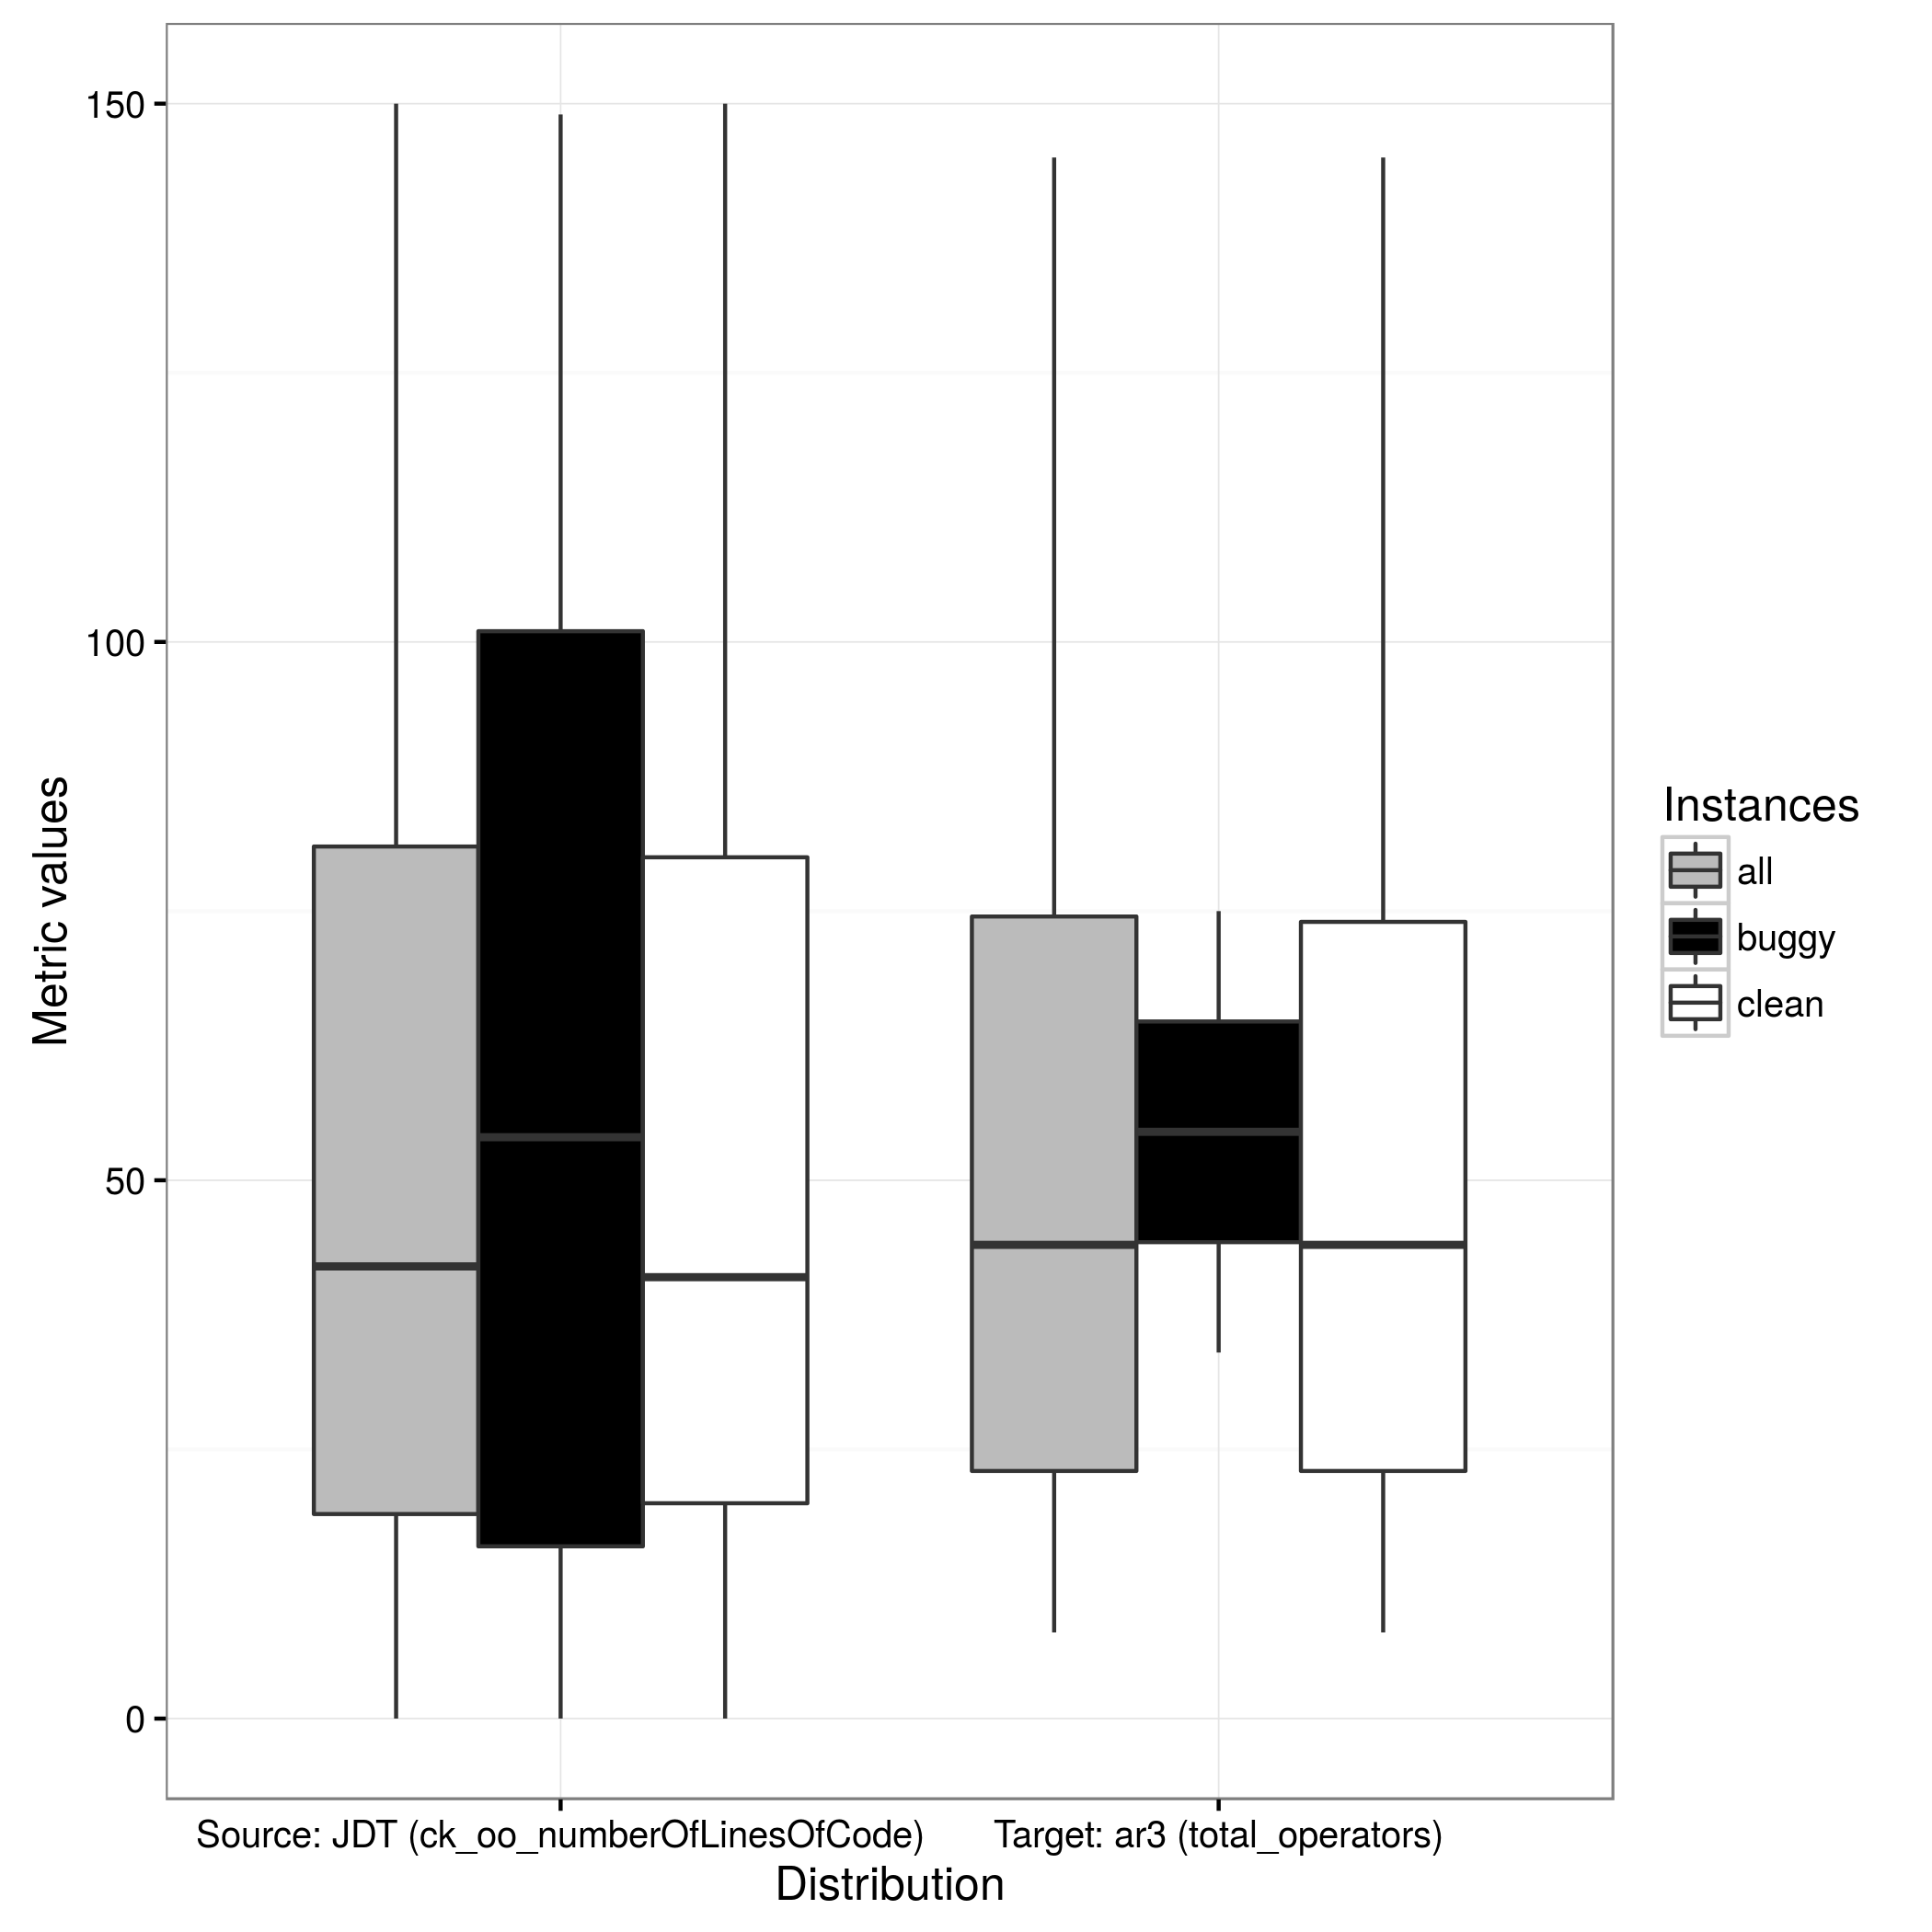 150
100
50
0
Metric values
Source: JDT (ck_oo_numberOfLinesOfCode)
Target: ar3 (total_operators)
Distribution
Instances
all
buggy
clean